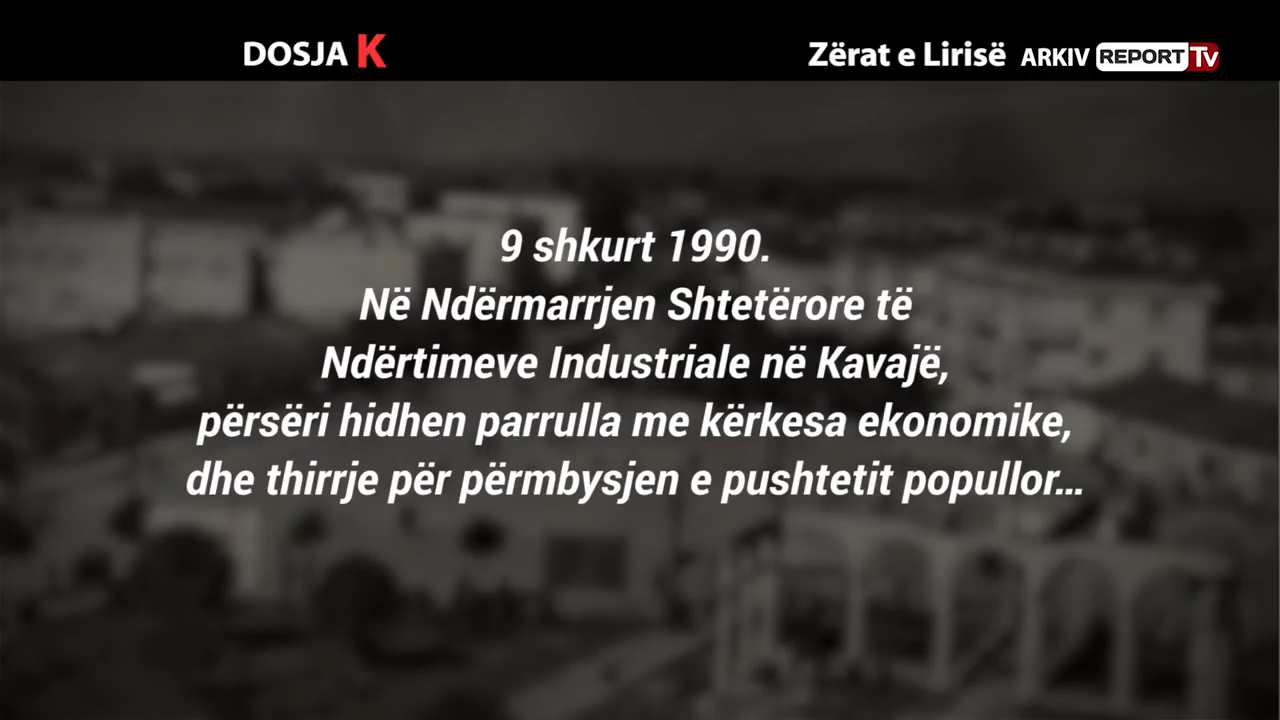 DOSJA K
Zërat e Lirisë ARKIV REPORT Tv
9 shkurt 1990.
Në Ndërmarrjen Shtetërore të
Ndërtimeve Industriale në Kavajë,
përsëri hidhen parrulla me kërkesa ekonomike,
dhe thirrje për përmbysjen e pushtetit popullor...